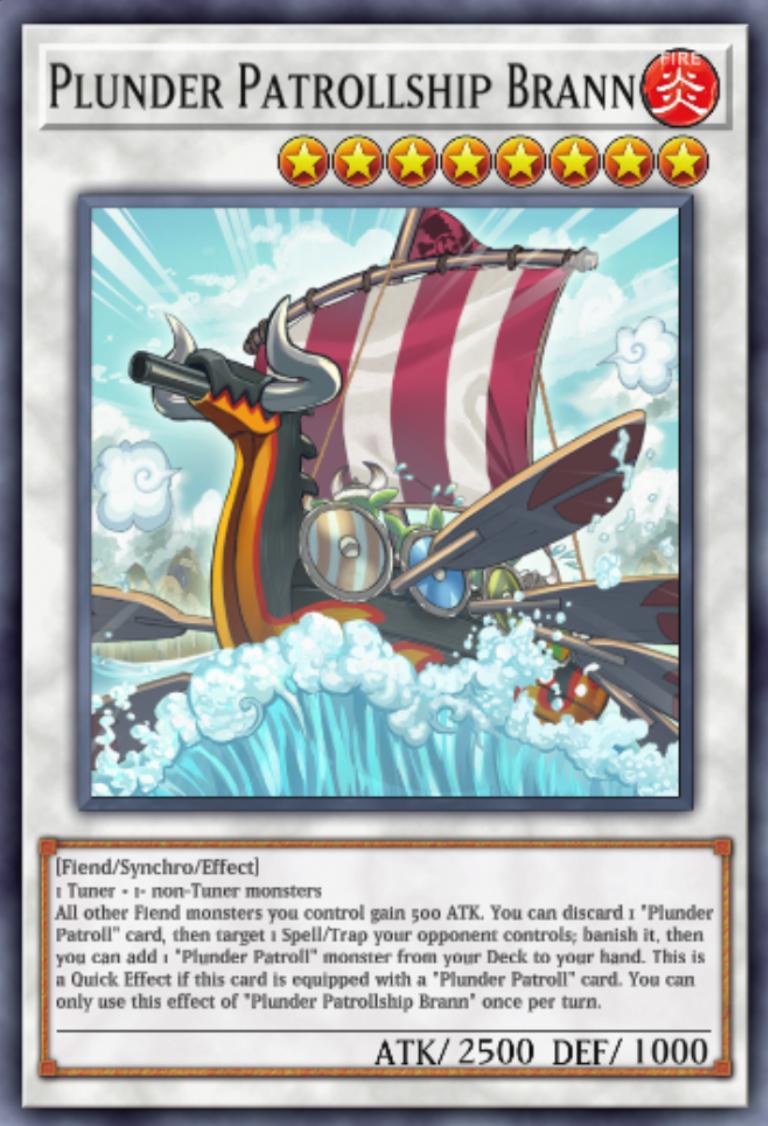 PLUNDER PATROLLSHIP BRANN
FIRE
炎
[Fiend/Synchro/Effect]
1 Tuner + 1+ non-Tuner monsters
All other Fiend monsters you control gain 500 ATK. You can discard 1 "Plunder
Patroll" card, then target 1 Spell/Trap your opponent controls; banish it, then
you can add 1 "Plunder Patroll" monster from your Deck to your hand. This is
a Quick Effect if this card is equipped with a "Plunder Patroll" card. You can
only use this effect of "Plunder Patrollship Brann" once per turn.
ATK/ 2500 DEF/ 1000